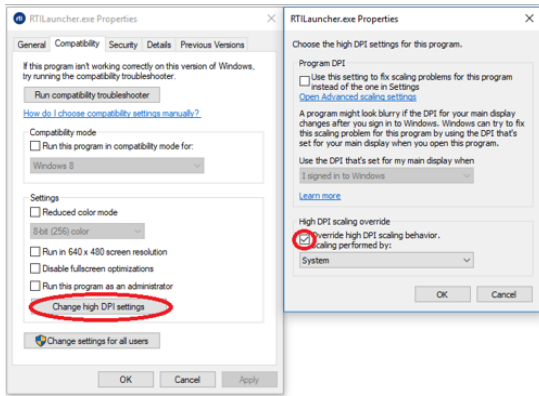 rti RTILauncher.exe Properties
General Compatibility Security Details Previous Versions
If this program isn't working correctly on this version of Windows,
try running the compatibility troubleshooter.
Run compatibility troubleshooter
How do I choose compatibility settings manually?
Compatibility mode
Run this program in compatibility mode for:
Windows 8
Settings
Reduced color mode
8-bit (256) color
Run in 640 x 480 screen resolution
Disable fullscreen optimizations
Run this program as an administrator
Change high DPI settings
Change settings for all users
OK Cancel Apply
RTILauncher.exe Properties
Choose the high DPI settings for this program.
Program DPI
Use this setting to fix scaling problems for this program
instead of the one in Settings
Open Advanced scaling settings
A program might look blurry if the DPI for your main display
changes after you sign in to Windows. Windows can try to fix
this scaling problem for this program by using the DPI that's
set for your main display when you open this program.
Use the DPI that's set for my main display when
I signed in to Windows
Learn more
High DPI scaling override
Override high DPI scaling behavior.
Scaling performed by:
System
OK Cancel